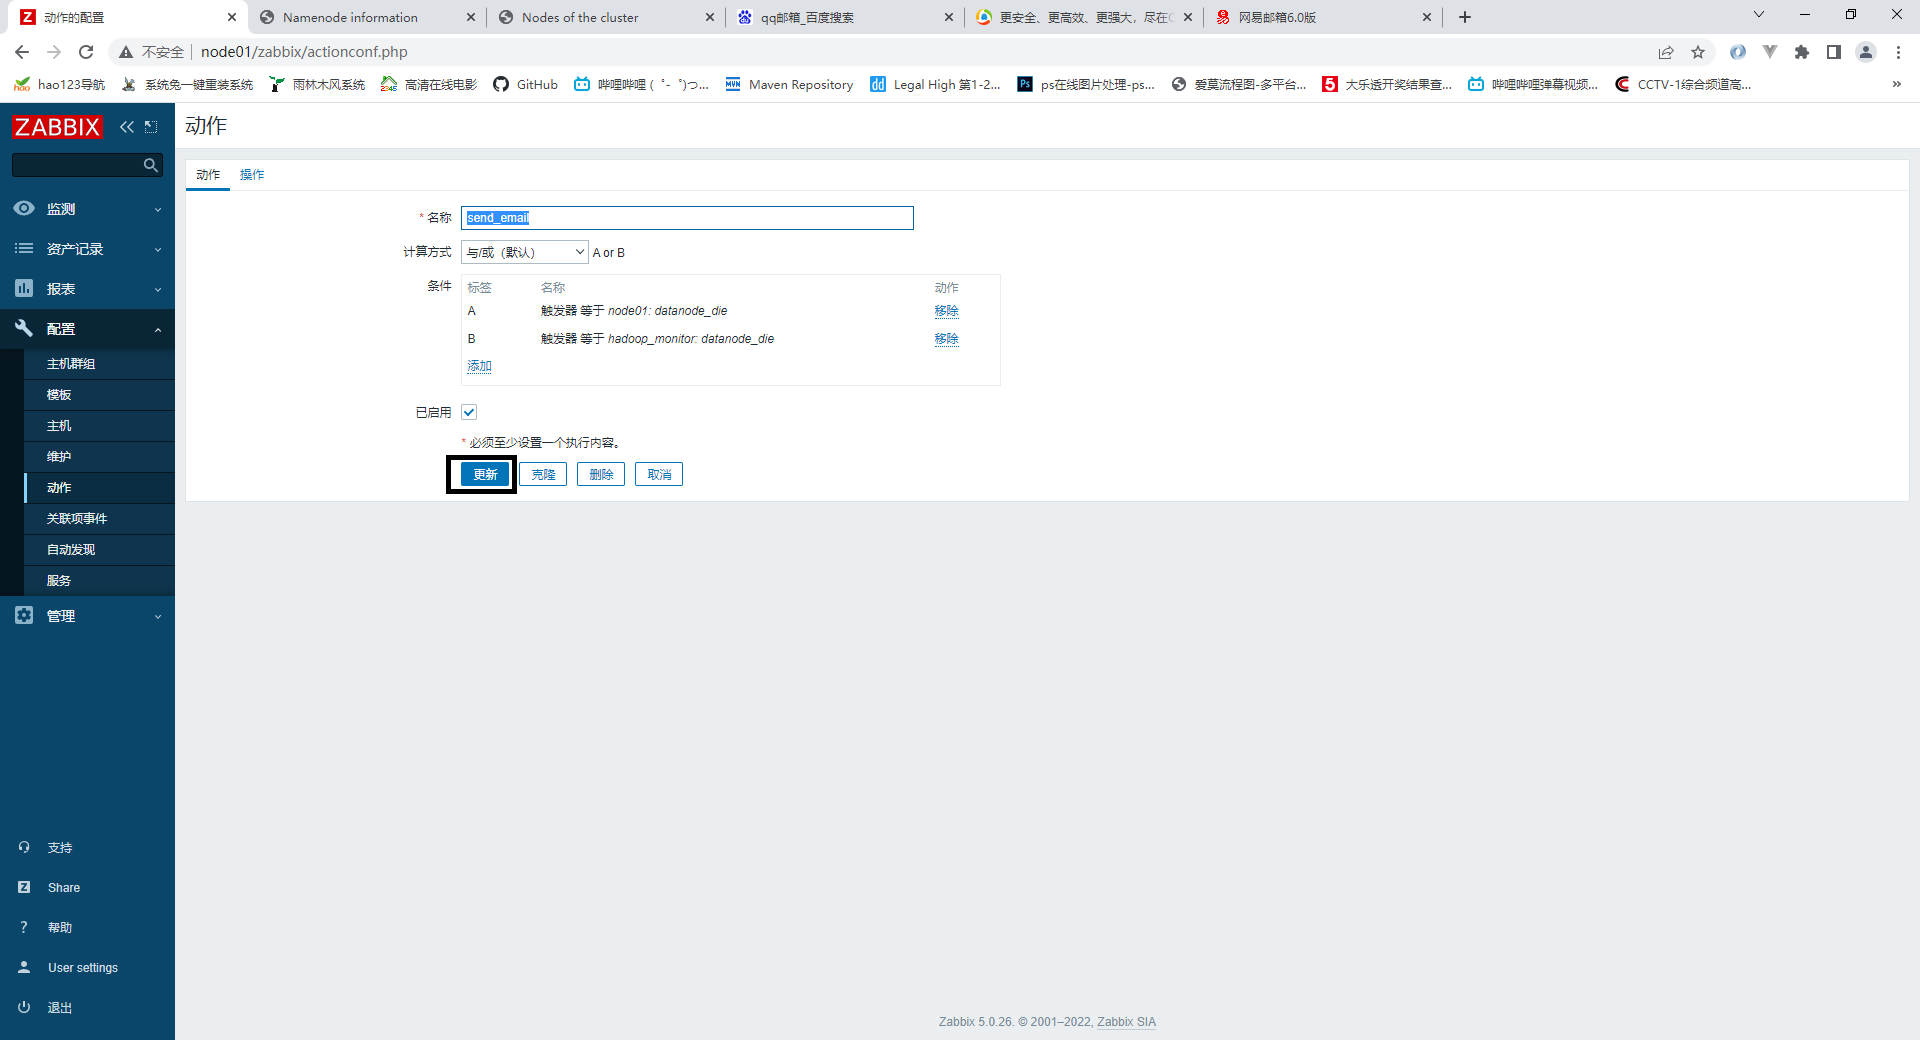 动作的配置
Namenode information
Nodes of the cluster
qq邮箱_百度搜索
更安全、更高效、更强大，尽在
网易邮箱6.0版
不安全
node01/zabbix/actionconf.php
hao123导航
系统兔一键重装系统
雨林木风系统
高清在线电影
GitHub
哔哩哔哩 ( ゜- ゜)つ...
Maven Repository
Legal High 第1-2...
ps在线图片处理-ps...
爱莫流程图-多平台...
大乐透开奖结果查...
哔哩哔哩弹幕视频...
CCTV-1综合频道高...
ZABBIX
动作
监测
资产记录
报表
配置
主机群组
模板
主机
维护
动作
关联项事件
自动发现
服务
管理
支持
Share
帮助
User settings
退出
动作 操作
* 名称 send_email
计算方式 与/或（默认） A or B
条件 标签 名称 动作
A 触发器 等于 node01: datanode_die 移除
B 触发器 等于 hadoop_monitor: datanode_die 移除
添加
已启用
* 必须至少设置一个执行内容。
更新 克隆 删除 取消
Zabbix 5.0.26. © 2001–2022, Zabbix SIA